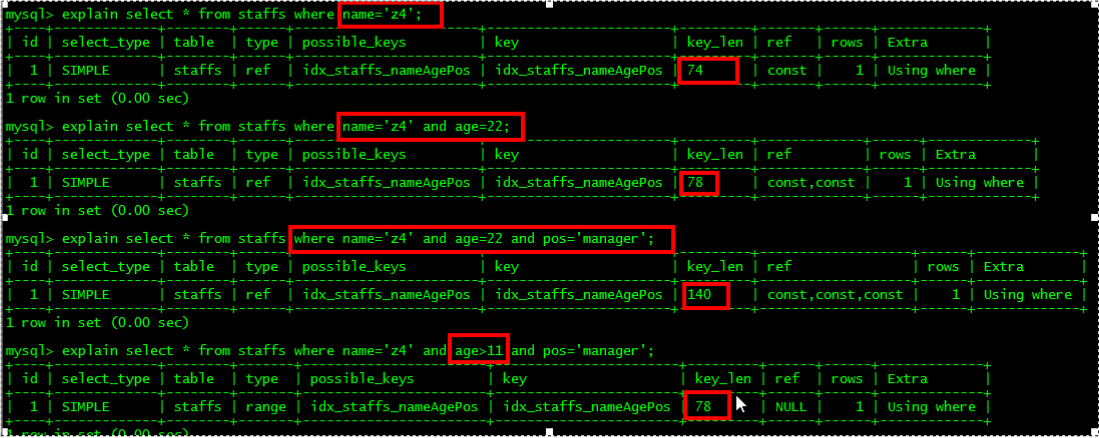 mysql> explain select * from staffs where name='z4';
| id | select_type | table | type | possible_keys | key | key_len | ref | rows | Extra |
| 1 | SIMPLE | staffs | ref | idx_staffs_nameAgePos | idx_staffs_nameAgePos | 74 | const | 1 | Using where |
1 row in set (0.00 sec)
mysql> explain select * from staffs where name='z4' and age=22;
| id | select_type | table | type | possible_keys | key | key_len | ref | rows | Extra |
| 1 | SIMPLE | staffs | ref | idx_staffs_nameAgePos | idx_staffs_nameAgePos | 78 | const,const | 1 | Using where |
1 row in set (0.00 sec)
mysql> explain select * from staffs where name='z4' and age=22 and pos='manager';
| id | select_type | table | type | possible_keys | key | key_len | ref | rows | Extra |
| 1 | SIMPLE | staffs | ref | idx_staffs_nameAgePos | idx_staffs_nameAgePos | 140 | const,const,const | 1 | Using where |
1 row in set (0.00 sec)
mysql> explain select * from staffs where name='z4' and age>11 and pos='manager';
| id | select_type | table | type | possible_keys | key | key_len | ref | rows | Extra |
| 1 | SIMPLE | staffs | range | idx_staffs_nameAgePos | idx_staffs_nameAgePos | 78 | NULL | 1 | Using where |
1 row in set (0.00 sec)